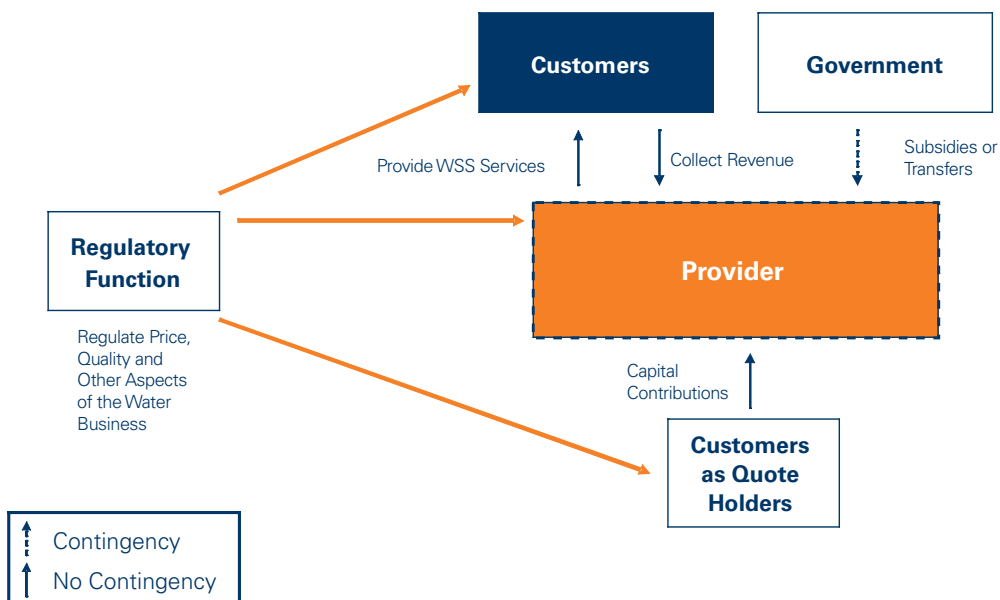 Customers
Government
Provide WSS Services
Collect Revenue
Subsidies or
Transfers
Regulatory
Function
Provider
Regulate Price,
Quality and
Other Aspects
of the Water
Business
Capital
Contributions
Customers
as Quote
Holders
Contingency
No Contingency